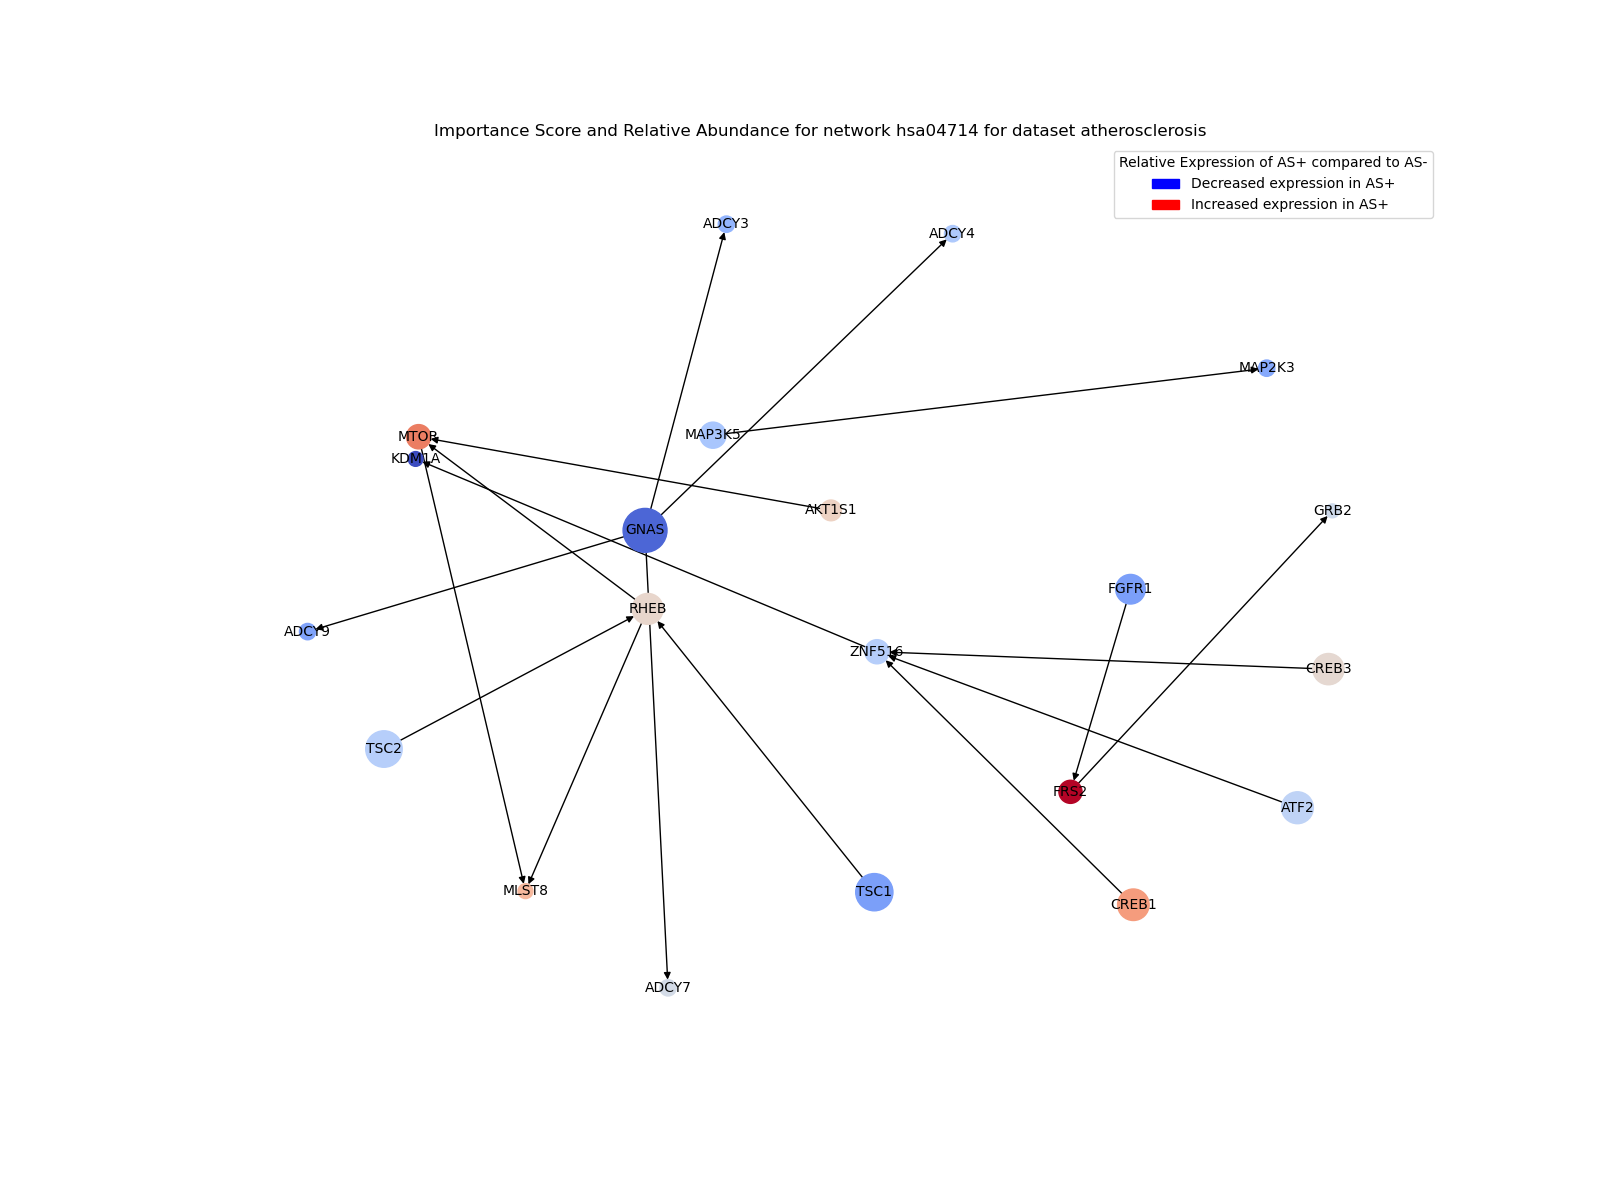 Importance Score and Relative Abundance for network hsa04714 for dataset atherosclerosis
Relative Expression of AS+ compared to AS-
Decreased expression in AS+
Increased expression in AS+
ADCY3
ADCY4
MAP2K3
MTOR
MAP3K5
KDM1A
AKT1S1
GRB2
GNAS
FGFR1
RHEB
ADCY9
ZNF516
CREB3
TSC2
FRS2
ATF2
MLST8
TSC1
CREB1
ADCY7